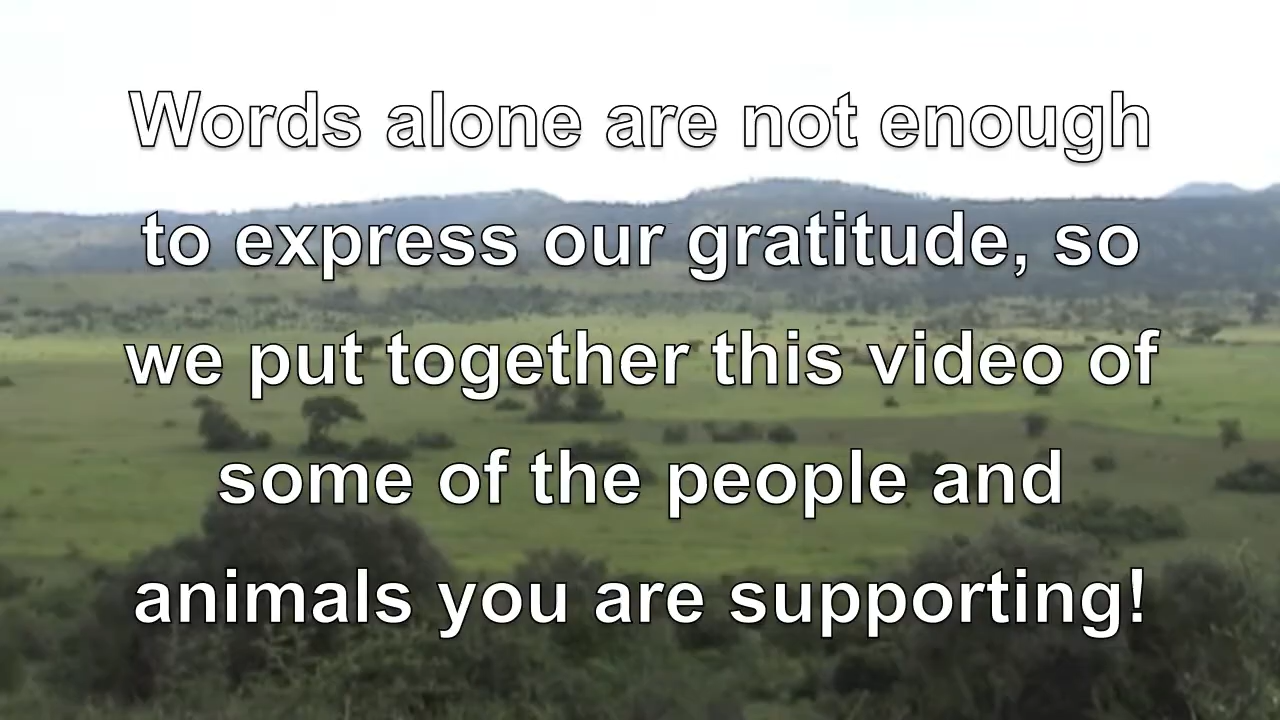 Words alone are not enough
to express our gratitude, so
we put together this video of
some of the people and
animals you are supporting!